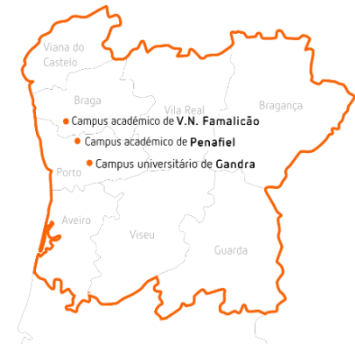 Viana do
Castelo
Braga
Vila Real
Bragança
Campus académico de V.N. Famalicão
Campus académico de Penafiel
Campus universitário de Gandra
Porto
Aveiro
Viseu
Guarda